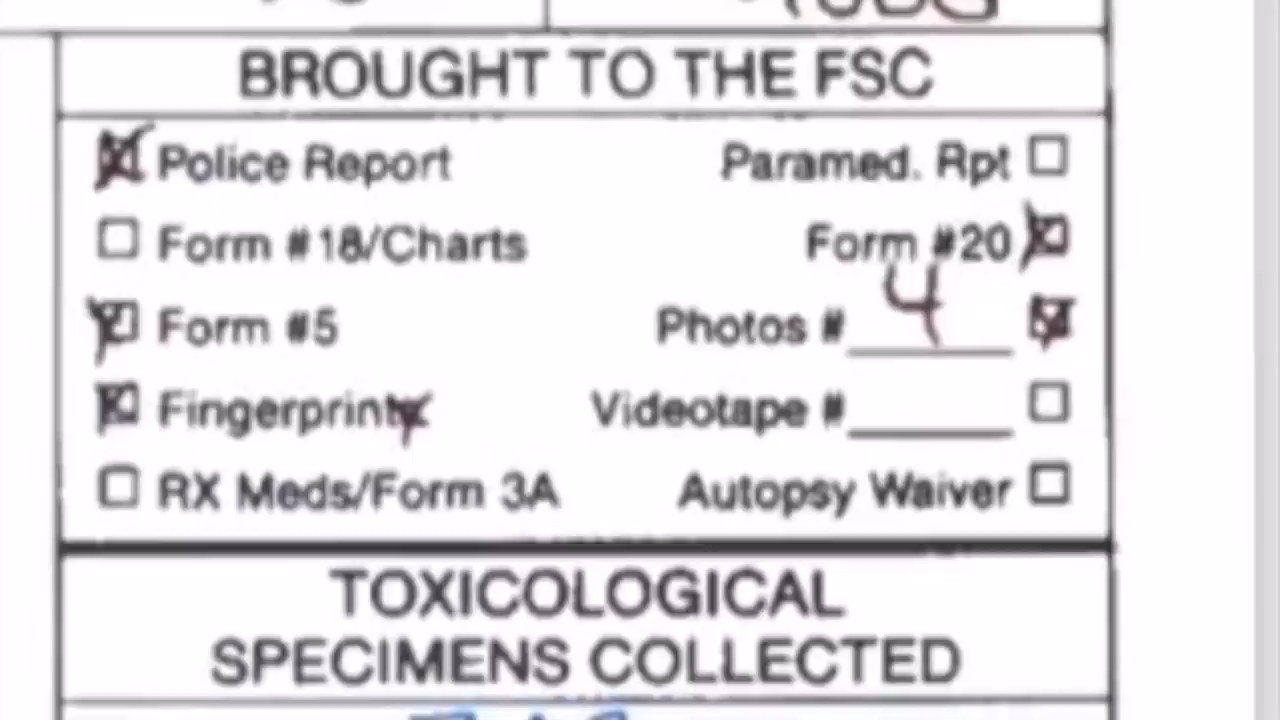 BROUGHT TO THE FSC
Police Report Paramed. Rpt
Form #18/Charts Form #20
Form #5 Photos # 4
Fingerprints Videotape #
RX Meds/Form 3A Autopsy Waiver
TOXICOLOGICAL
SPECIMENS COLLECTED